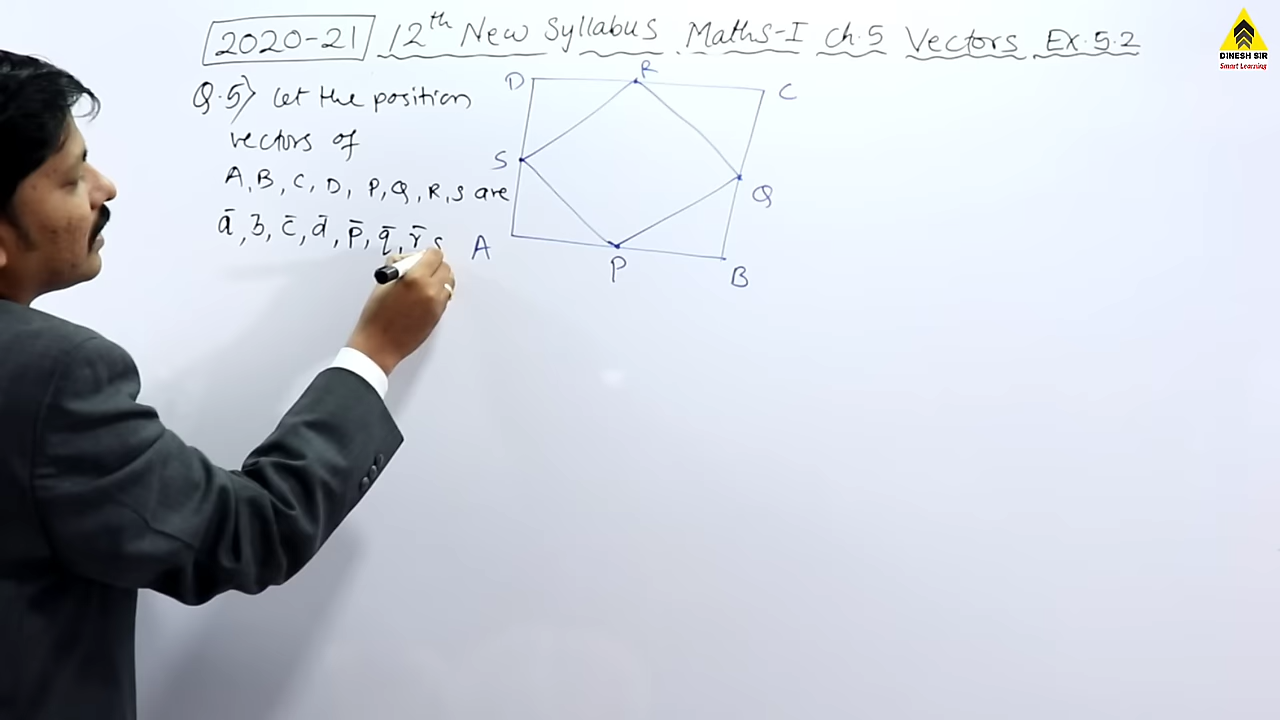 2020-21 12th New Syllabus Maths-I Ch.5 Vectors Ex.5.2
Q.5) Let the position
vectors of
A, B, C, D, P, Q, R, S are
a̅, b̅, c̅, d̅, p̅, q̅, r̅ s
D R C
S Q
A P B
DINESH SIR
Smart Learning